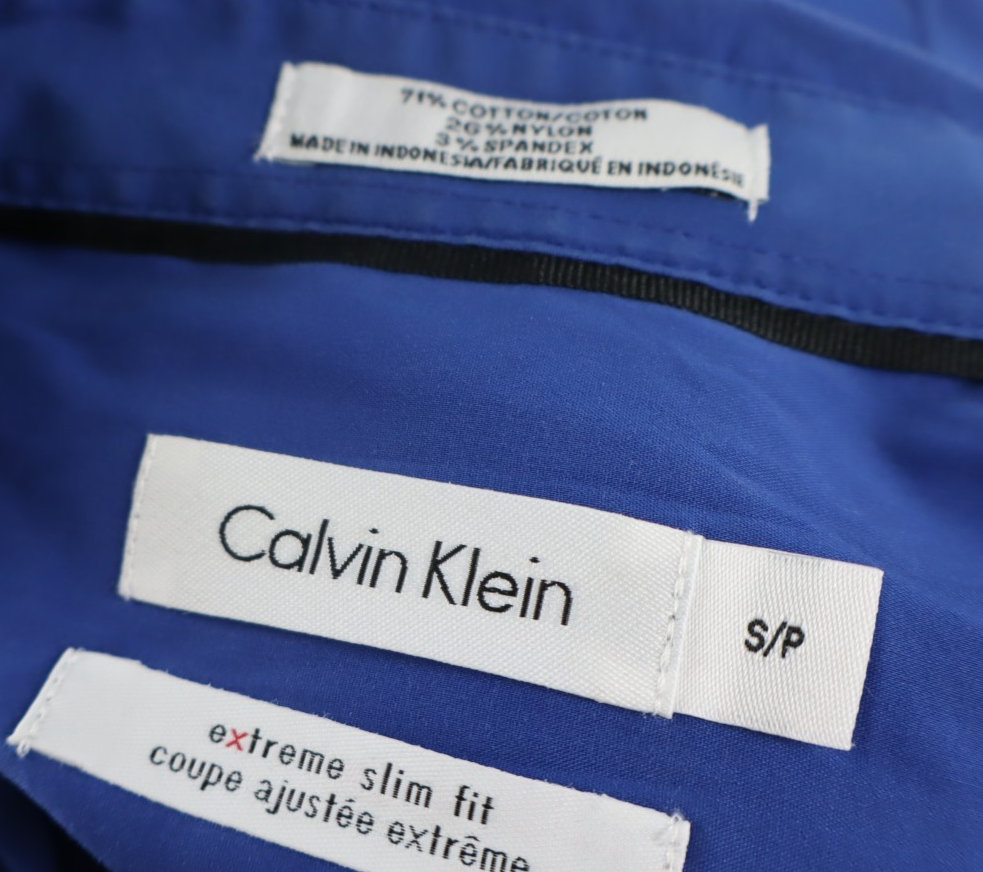 71% COTTON/COTON
26% NYLON
3% SPANDEX
MADE IN INDONESIA/FABRIQUÉ EN INDONÉSIE
Calvin Klein
S/P
extreme slim fit
coupe ajustée extrême